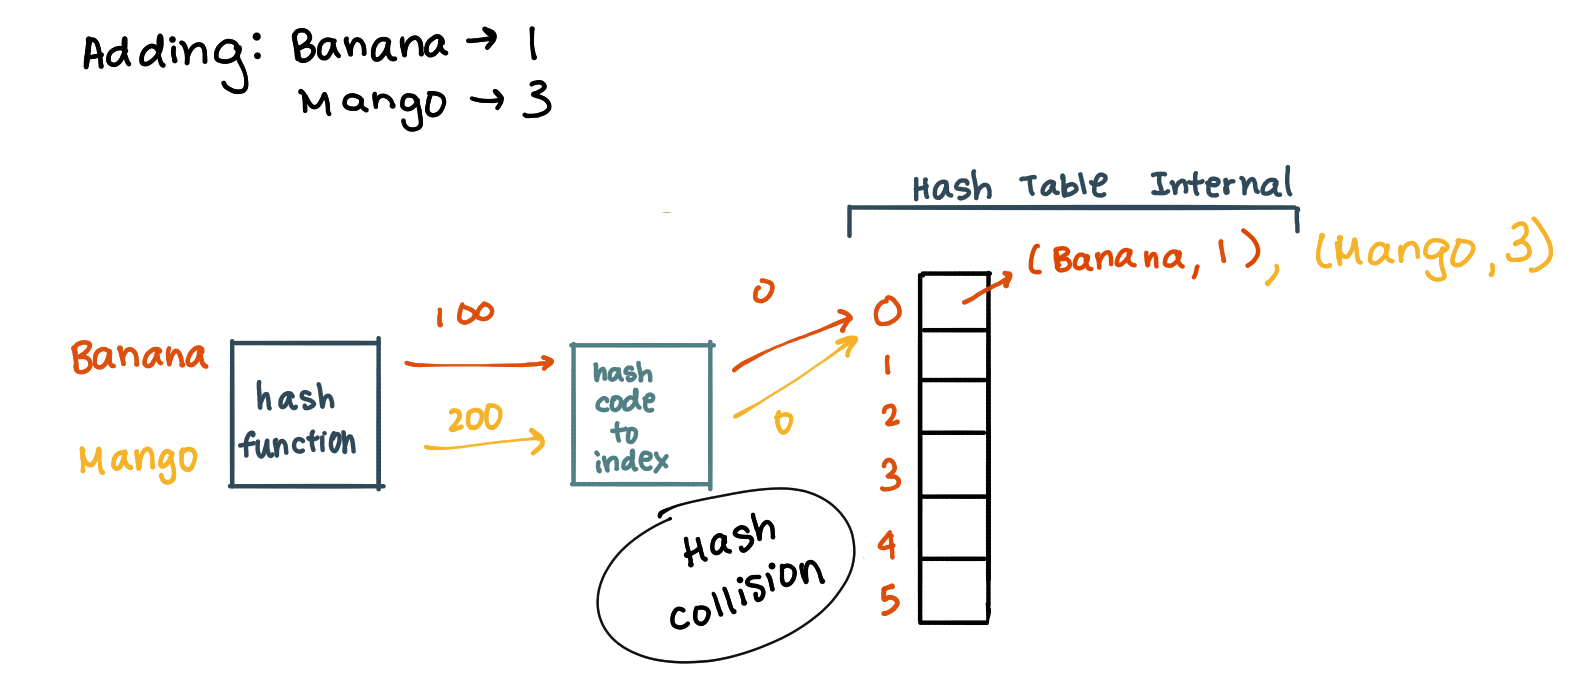 Adding: Banana → 1
Mango → 3
Hash Table Internal
(Banana, 1), (Mango, 3)
Banana
Mango
hash
function
100
200
hash
code
to
index
0
0
0
1
2
3
4
5
Hash
collision